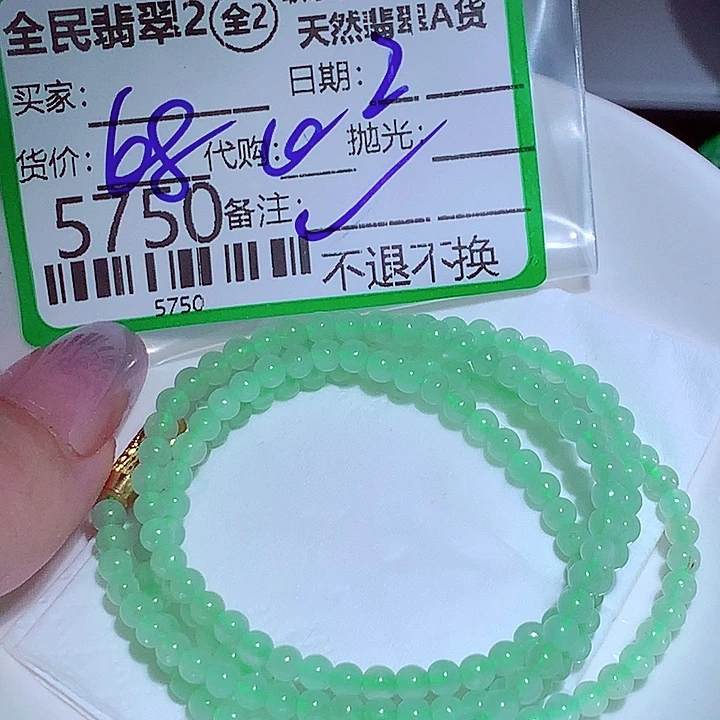 全民翡翠2 全2 天然翡翠A货
买家: 日期: 2
货价: 68 代购: 6 抛光:
5750 备注:
不退不换
5750